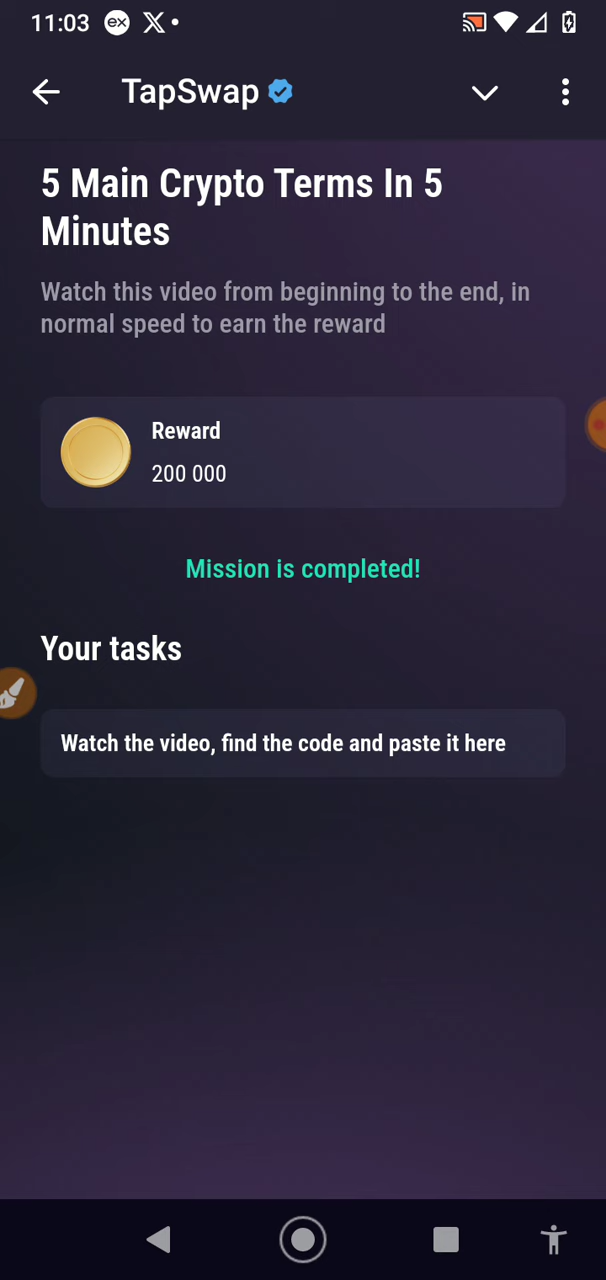 11:03 ex X
TapSwap
5 Main Crypto Terms In 5
Minutes
Watch this video from beginning to the end, in
normal speed to earn the reward
Reward
200 000
Mission is completed!
Your tasks
Watch the video, find the code and paste it here